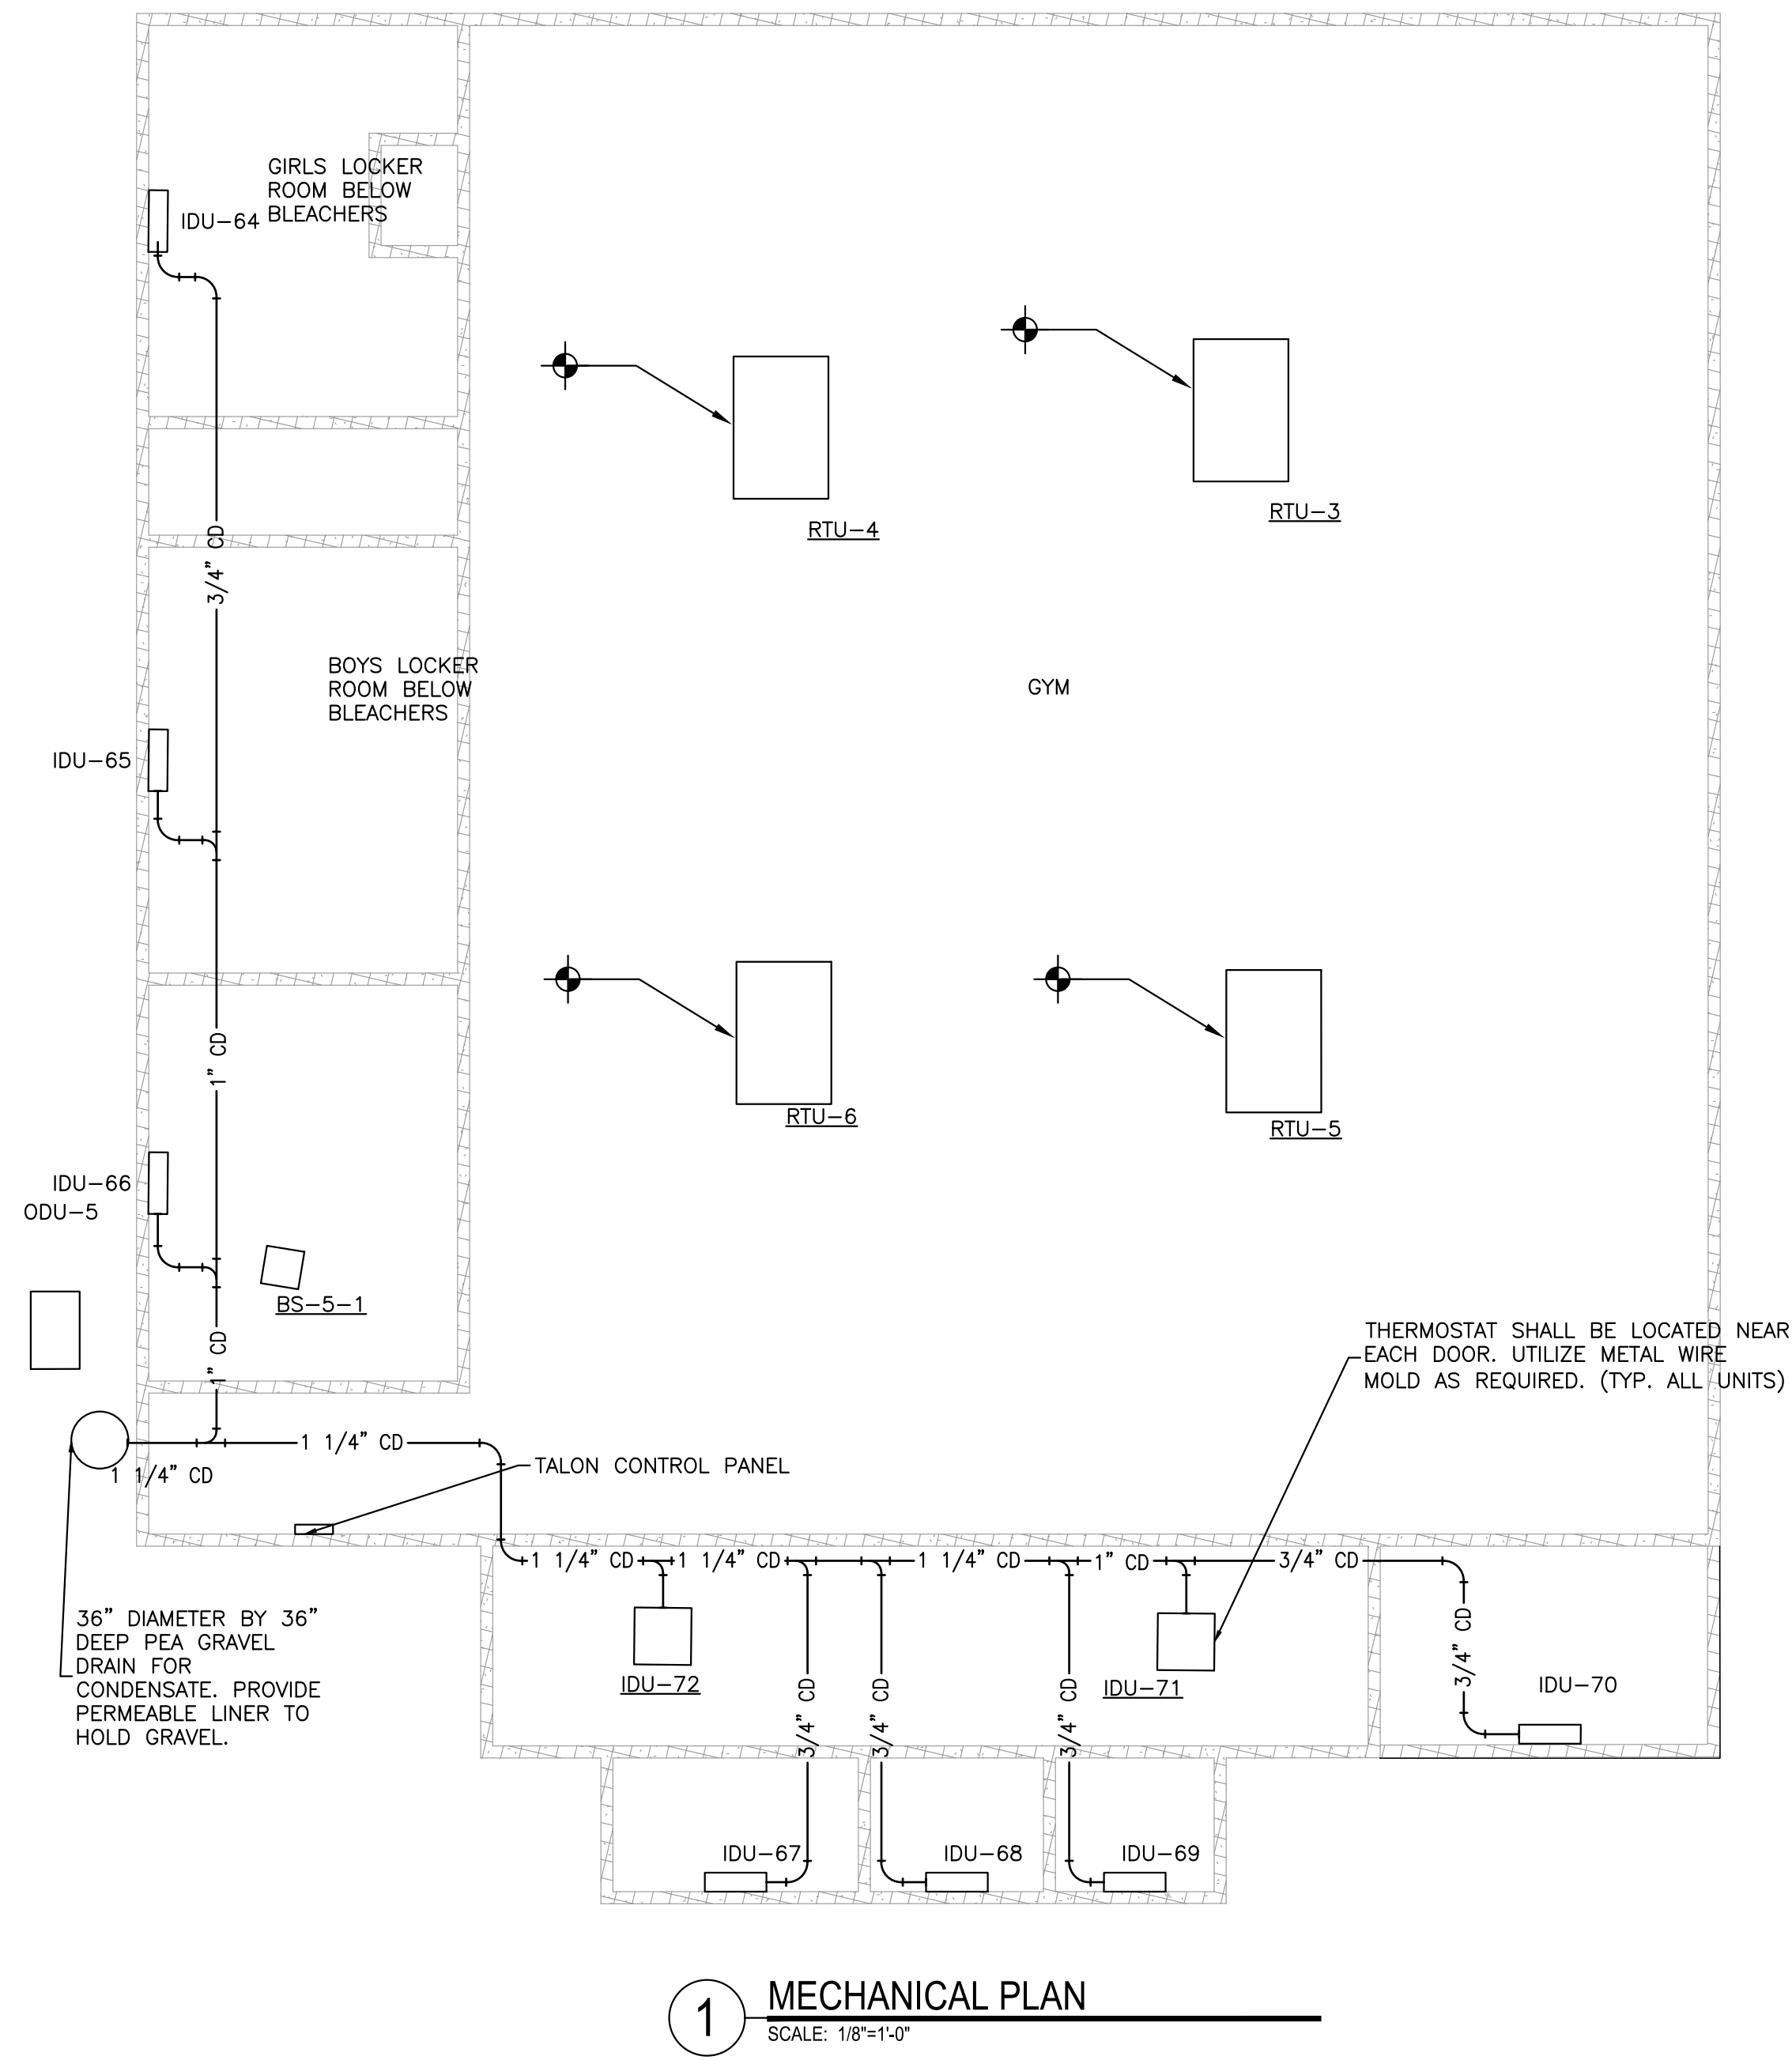 GIRLS LOCKER
ROOM BELOW
BLEACHERS
IDU-64
RTU-4
RTU-3
3/4" CD
BOYS LOCKER
ROOM BELOW
BLEACHERS
GYM
IDU-65
1" CD
RTU-6
RTU-5
IDU-66
ODU-5
BS-5-1
1" CD
THERMOSTAT SHALL BE LOCATED NEAR
EACH DOOR. UTILIZE METAL WIRE
MOLD AS REQUIRED. (TYP. ALL UNITS)
1 1/4" CD
1 1/4" CD
TALON CONTROL PANEL
1 1/4" CD
1 1/4" CD
1 1/4" CD
1" CD
3/4" CD
36" DIAMETER BY 36"
DEEP PEA GRAVEL
DRAIN FOR
CONDENSATE. PROVIDE
PERMEABLE LINER TO
HOLD GRAVEL.
IDU-72
3/4" CD
3/4" CD
3/4" CD
IDU-71
3/4" CD
IDU-70
IDU-67
IDU-68
IDU-69
1
MECHANICAL PLAN
SCALE: 1/8"=1'-0"